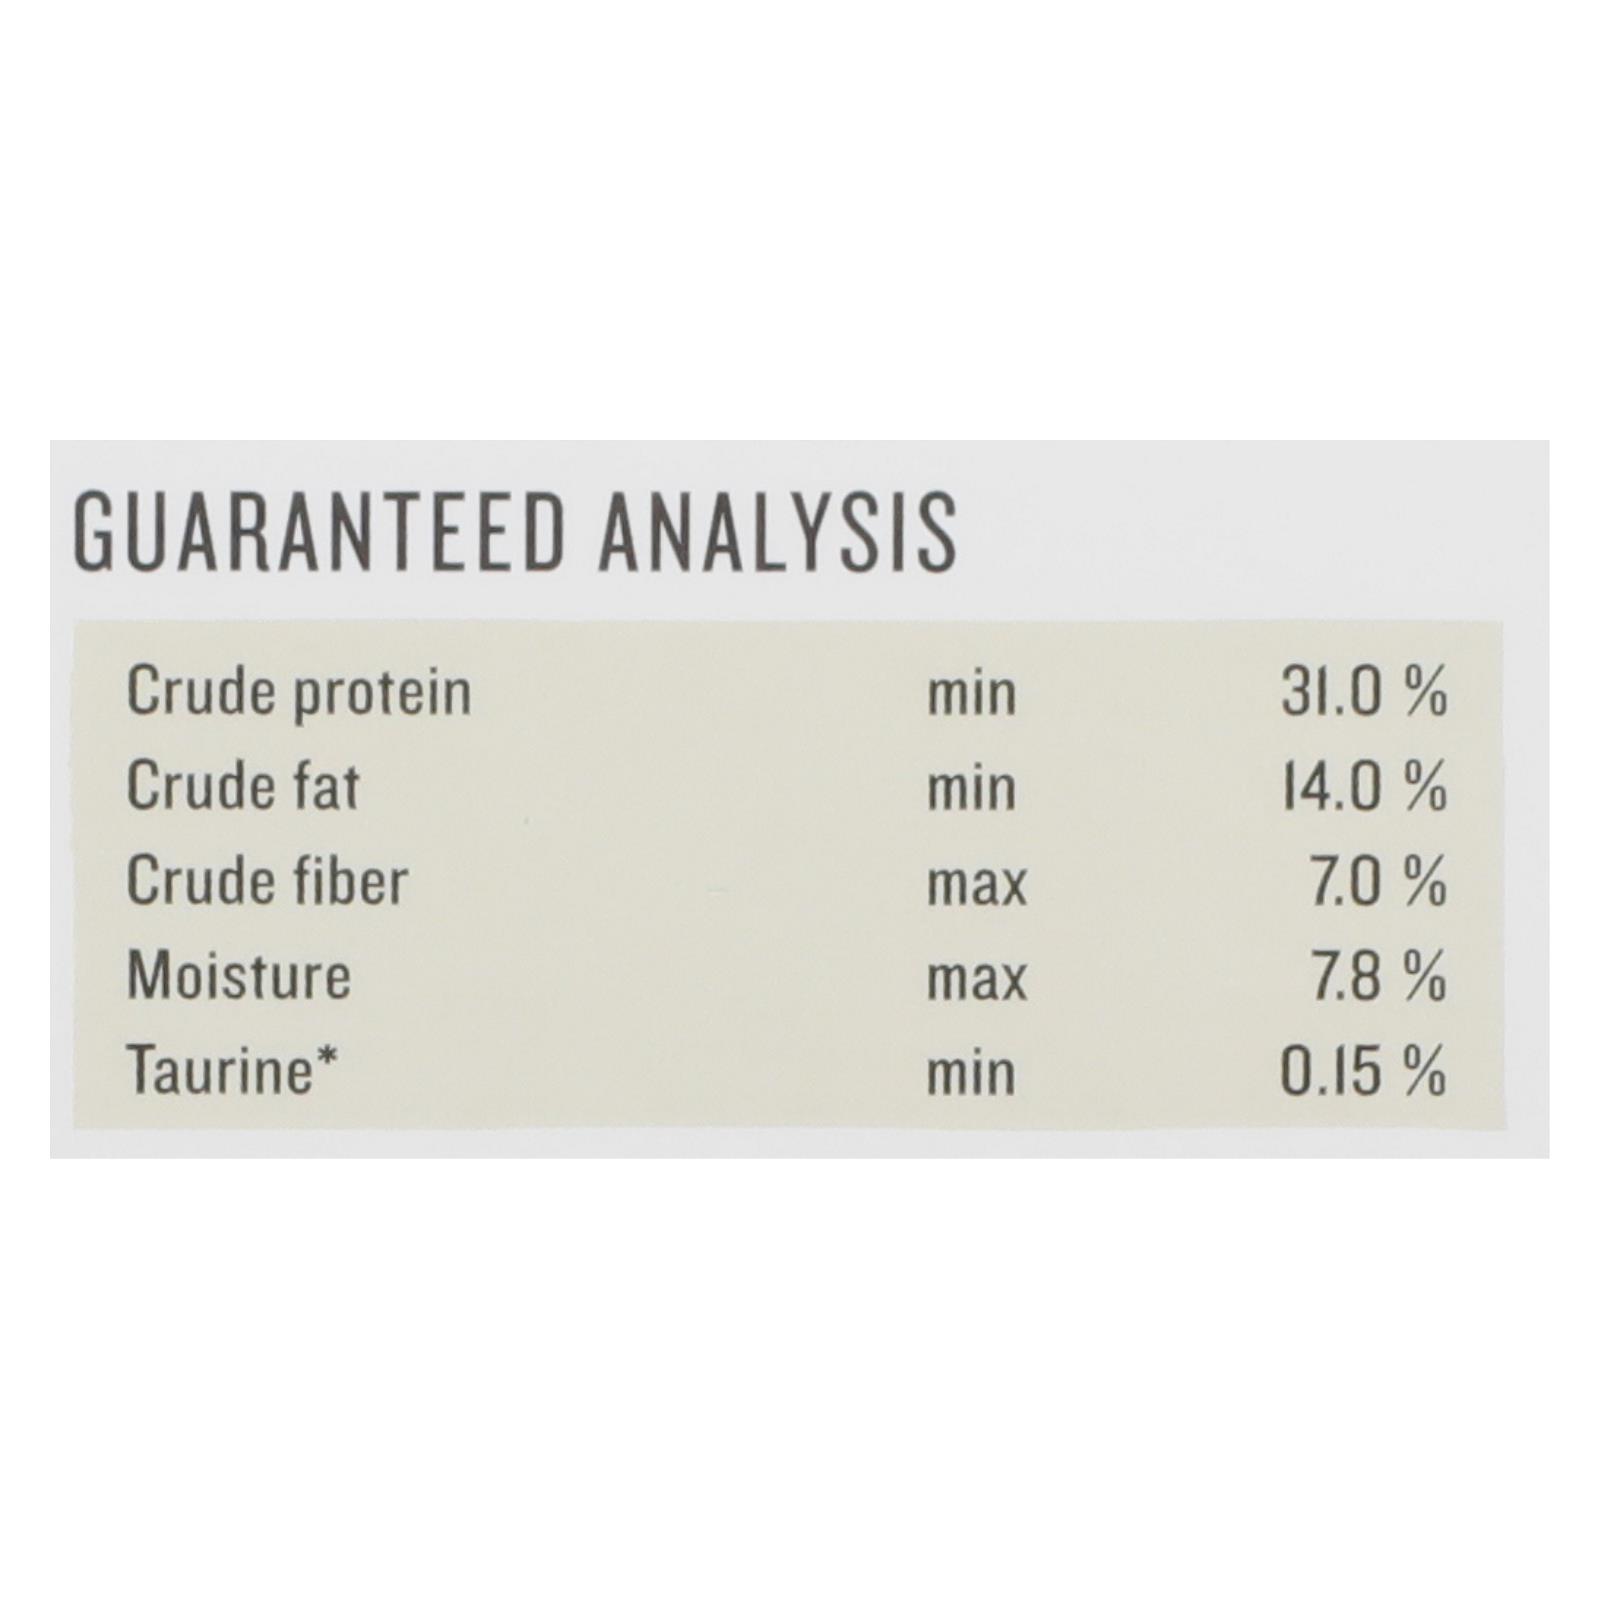 GUARANTEED ANALYSIS
Crude protein min 31.0 %
Crude fat min 14.0 %
Crude fiber max 7.0 %
Moisture max 7.8 %
Taurine* min 0.15 %